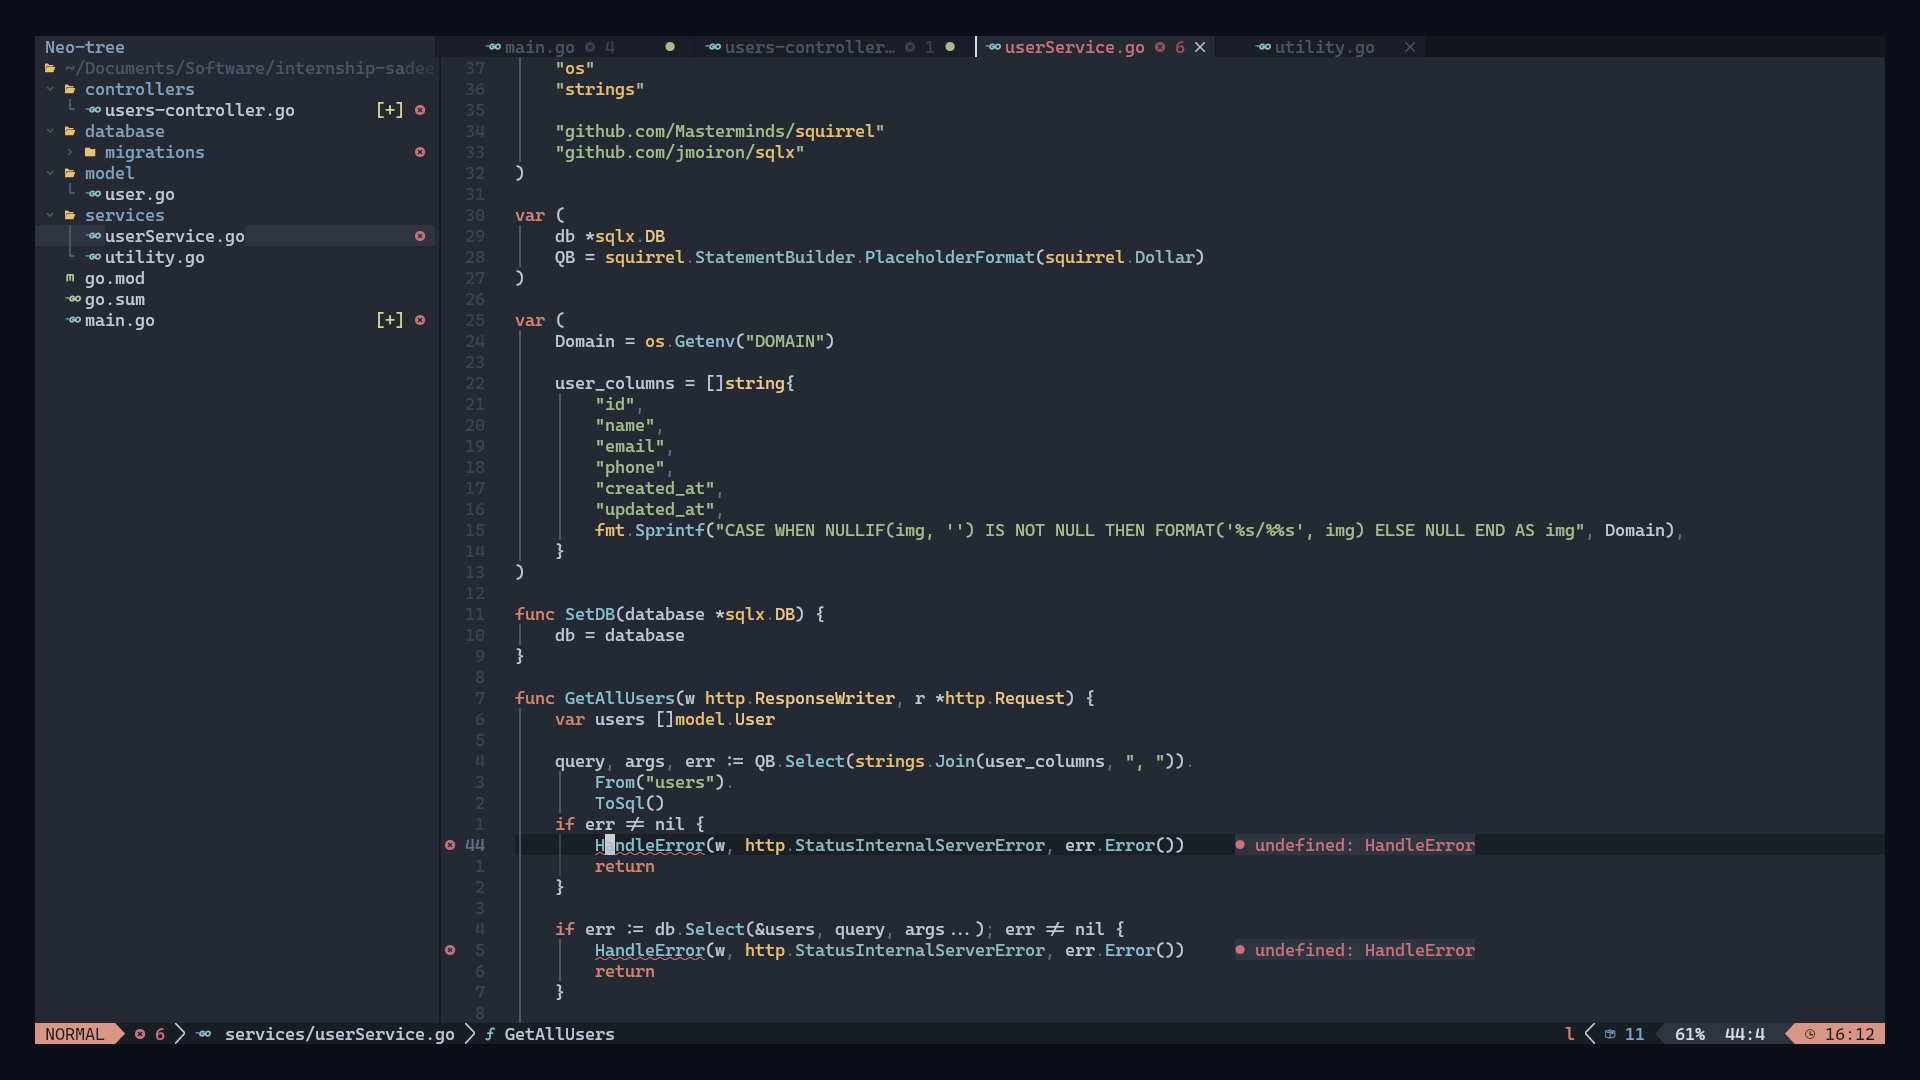 Neo-tree
~/Documents/Software/internship-sadee
controllers
users-controller.go [+]
database
migrations
model
user.go
services
userService.go
utility.go
go.mod
go.sum
main.go [+]
main.go 4 users-controller… 1 userService.go 6 utility.go
37 "os"
36 "strings"
35
34 "github.com/Masterminds/squirrel"
33 "github.com/jmoiron/sqlx"
32 )
31
30 var (
29 db *sqlx.DB
28 QB = squirrel.StatementBuilder.PlaceholderFormat(squirrel.Dollar)
27 )
26
25 var (
24 Domain = os.Getenv("DOMAIN")
23
22 user_columns = []string{
21 "id",
20 "name",
19 "email",
18 "phone",
17 "created_at",
16 "updated_at",
15 fmt.Sprintf("CASE WHEN NULLIF(img, '') IS NOT NULL THEN FORMAT('%s/%%s', img) ELSE NULL END AS img", Domain),
14 }
13 )
12
11 func SetDB(database *sqlx.DB) {
10 db = database
9 }
8
7 func GetAllUsers(w http.ResponseWriter, r *http.Request) {
6 var users []model.User
5
4 query, args, err := QB.Select(strings.Join(user_columns, ", ")).
3 From("users").
2 ToSql()
1 if err != nil {
44 HandleError(w, http.StatusInternalServerError, err.Error()) ● undefined: HandleError
1 return
2 }
3
4 if err := db.Select(&users, query, args...); err != nil {
5 HandleError(w, http.StatusInternalServerError, err.Error()) ● undefined: HandleError
6 return
7 }
8
NORMAL 6 services/userService.go GetAllUsers l 11 61% 44:4 16:12